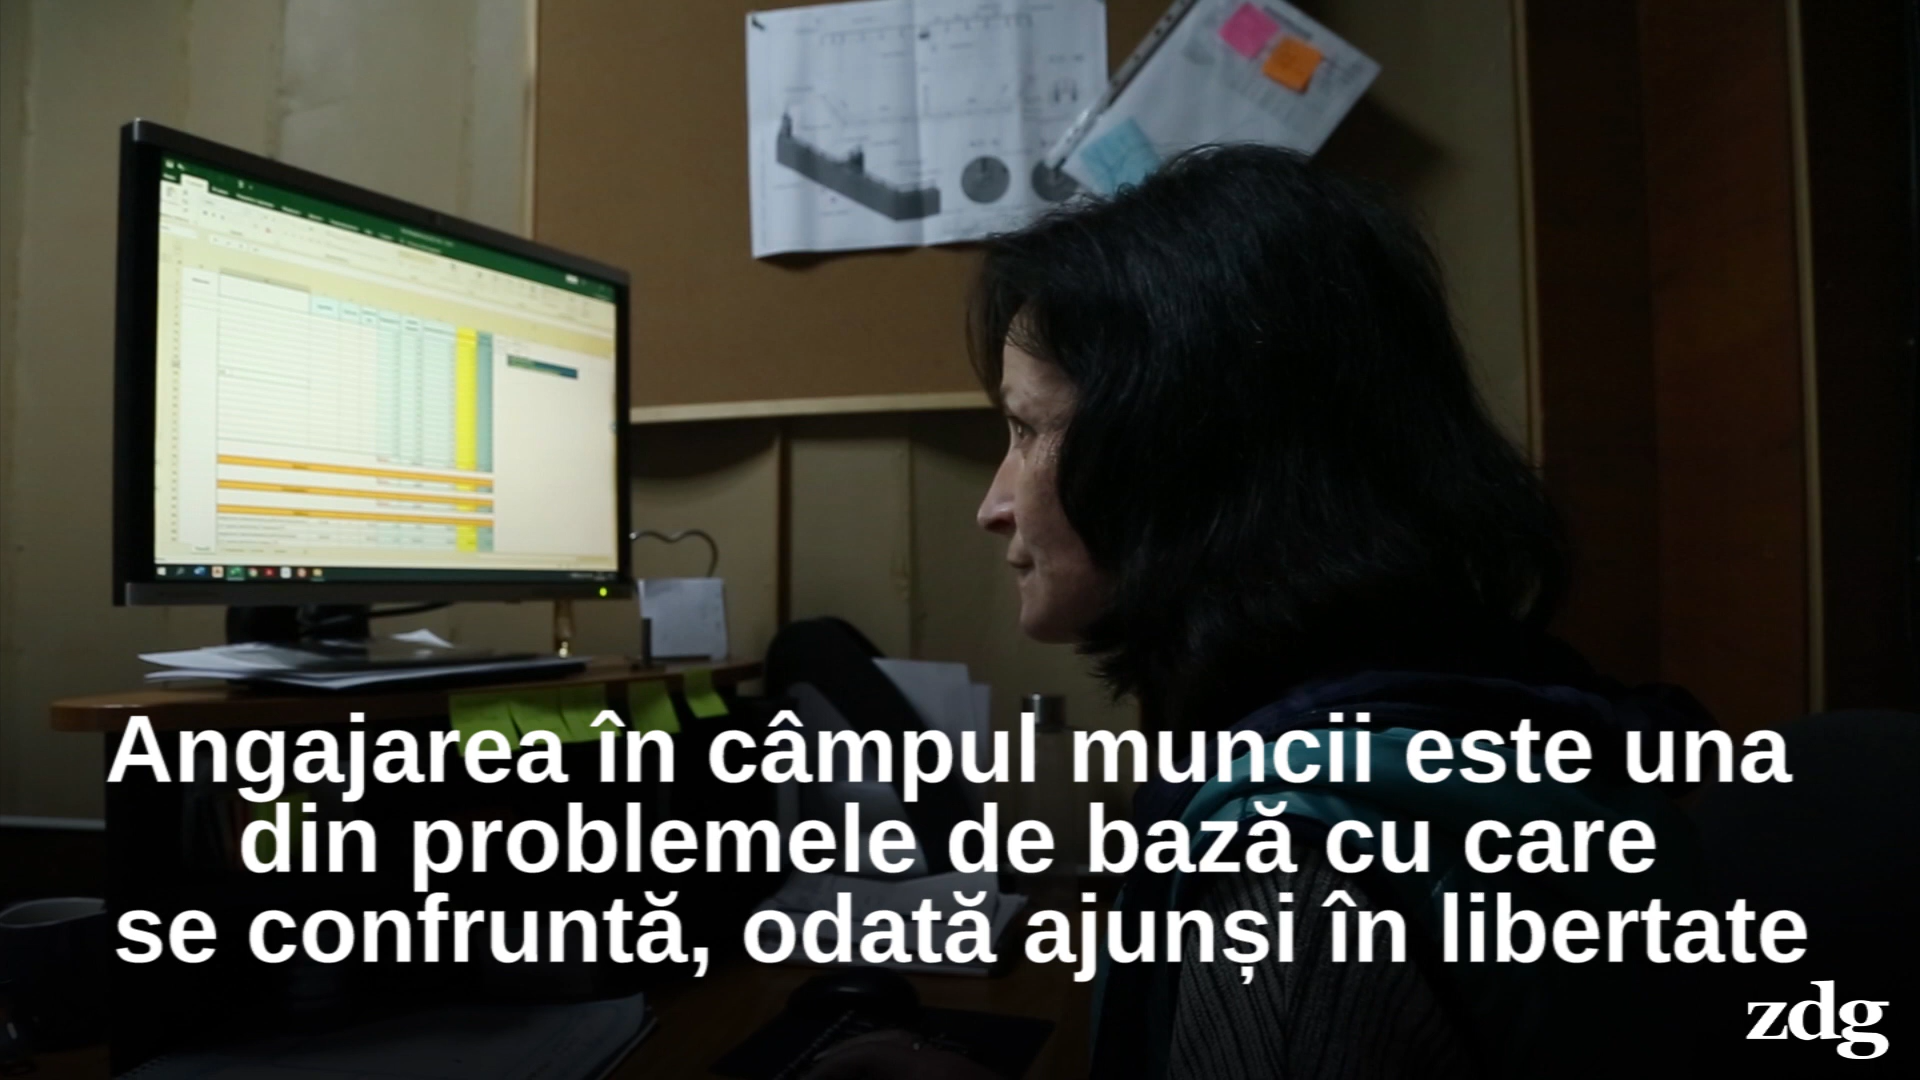 Angajarea în câmpul muncii este una
din problemele de bază cu care
se confruntă, odată ajunși în libertate
zdg